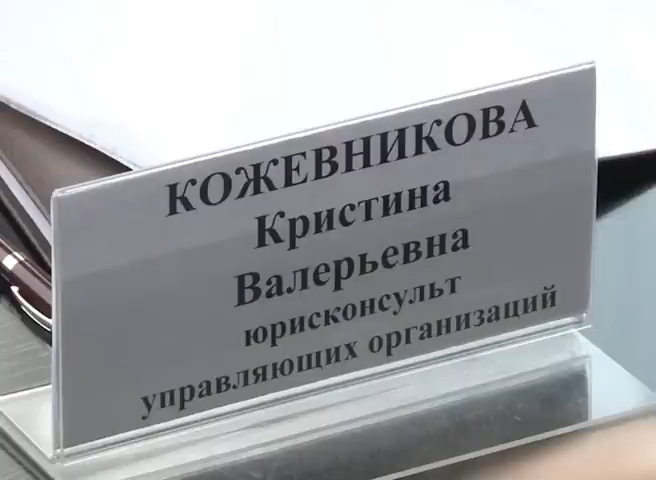 КОЖЕВНИКОВА
Кристина
Валерьевна
юрисконсульт
управляющих организаций